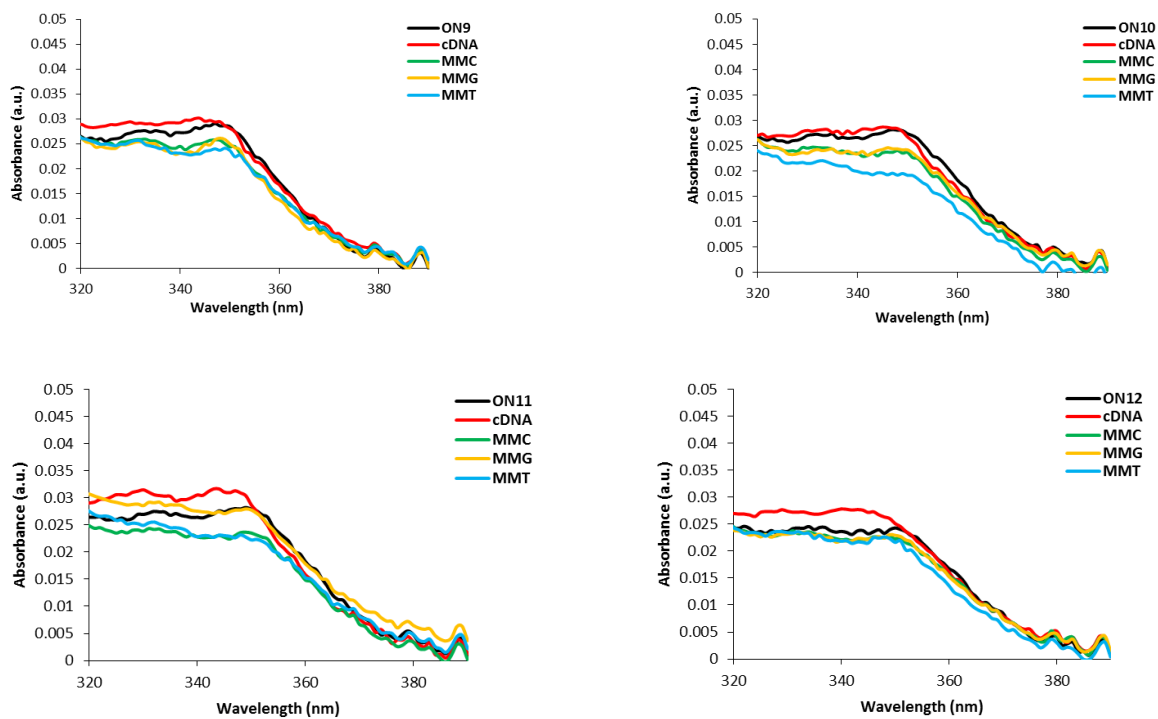 0.05
0.045
0.04
0.035
0.03
0.025
0.02
0.015
0.01
0.005
0
Absorbance (a.u.)
320 340 360 380
Wavelength (nm)
ON9
cDNA
MMC
MMG
MMT
0.05
0.045
0.04
0.035
0.03
0.025
0.02
0.015
0.01
0.005
0
Absorbance (a.u.)
320 340 360 380
Wavelength (nm)
ON10
cDNA
MMC
MMG
MMT
0.05
0.045
0.04
0.035
0.03
0.025
0.02
0.015
0.01
0.005
0
Absorbance (a.u.)
320 340 360 380
Wavelength (nm)
ON11
cDNA
MMC
MMG
MMT
0.05
0.045
0.04
0.035
0.03
0.025
0.02
0.015
0.01
0.005
0
Absorbance (a.u.)
320 340 360 380
Wavelength (nm)
ON12
cDNA
MMC
MMG
MMT